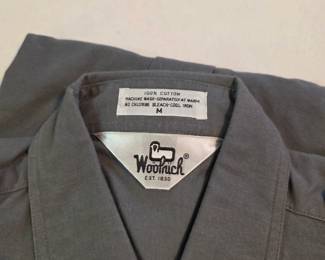 100% COTTON
MACHINE WASH-SEPARATELY AT WARM.
NO CHLORINE BLEACH-COOL IRON.
M
Woolrich®
EST. 1830